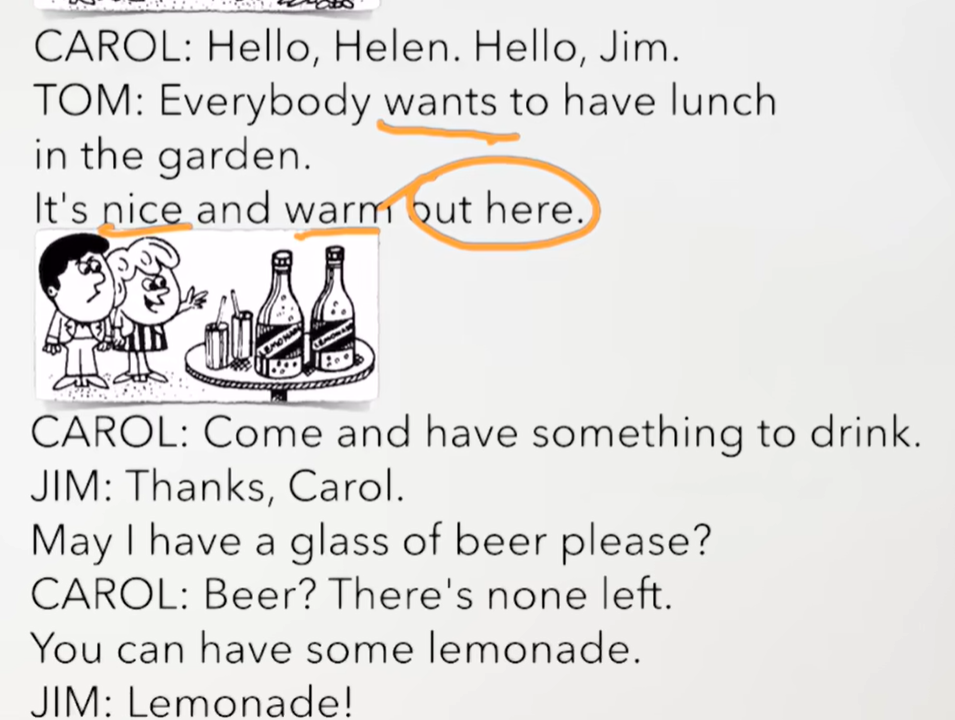 CAROL: Hello, Helen. Hello, Jim.
TOM: Everybody wants to have lunch
in the garden.
It's nice and warm out here.
LEMONADE LEMONADE
CAROL: Come and have something to drink.
JIM: Thanks, Carol.
May I have a glass of beer please?
CAROL: Beer? There's none left.
You can have some lemonade.
JIM: Lemonade!